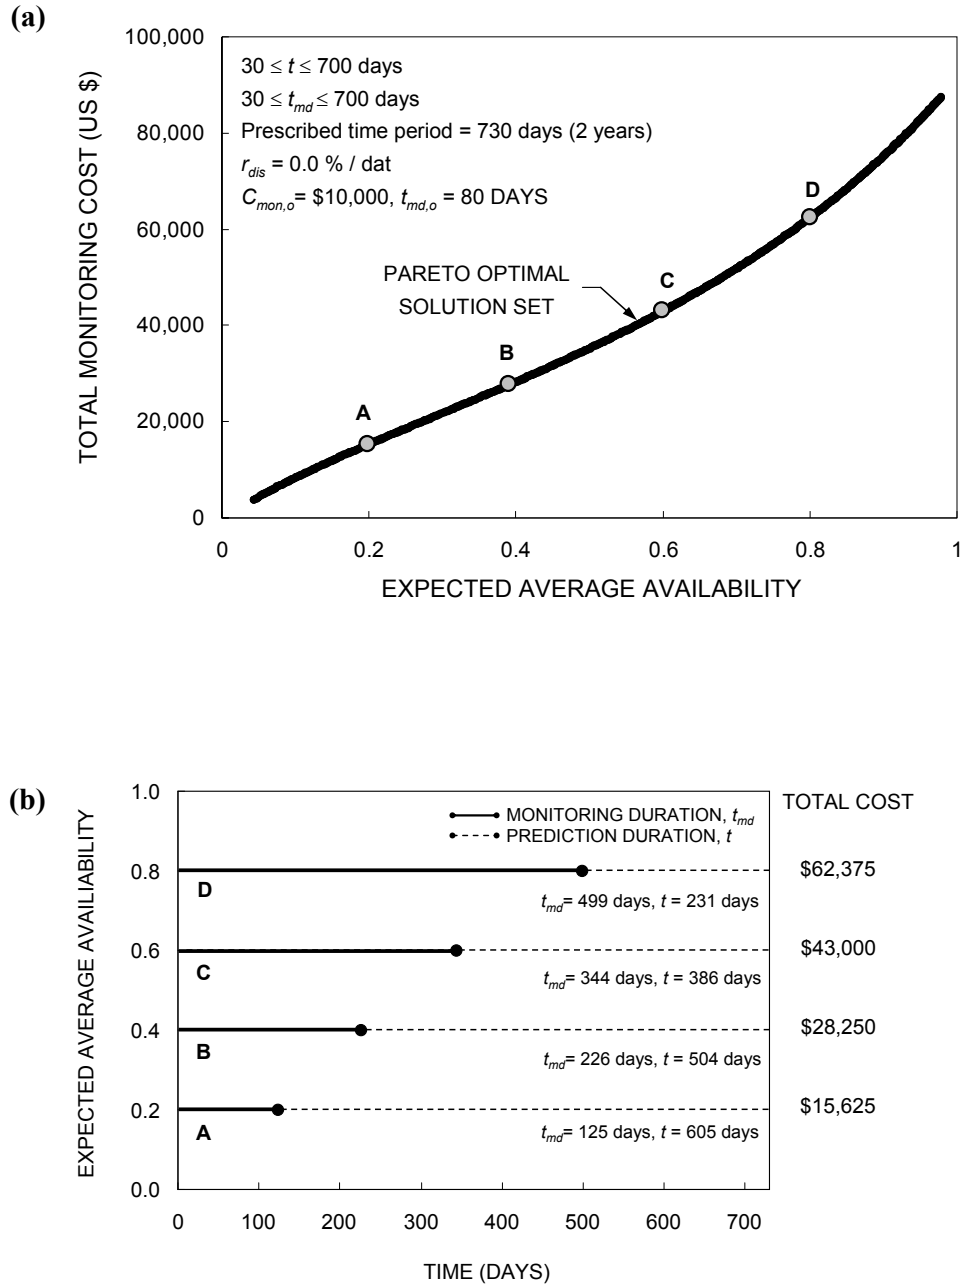 (a)
100,000
80,000
60,000
40,000
20,000
0
TOTAL MONITORING COST (US $)
30 ≤ t ≤ 700 days
30 ≤ tmd ≤ 700 days
Prescribed time period = 730 days (2 years)
rdis = 0.0 % / dat
Cmon,o= $10,000, tmd,o = 80 DAYS
PARETO OPTIMAL
SOLUTION SET
A
B
C
D
0 0.2 0.4 0.6 0.8 1
EXPECTED AVERAGE AVAILABILITY
(b)
EXPECTED AVERAGE AVAILIABILITY
1.0
0.8
0.6
0.4
0.2
0.0
MONITORING DURATION, tmd
PREDICTION DURATION, t
TOTAL COST
$62,375
D
tmd= 499 days, t = 231 days
$43,000
C
tmd= 344 days, t = 386 days
$28,250
B
tmd= 226 days, t = 504 days
$15,625
A
tmd= 125 days, t = 605 days
0 100 200 300 400 500 600 700
TIME (DAYS)